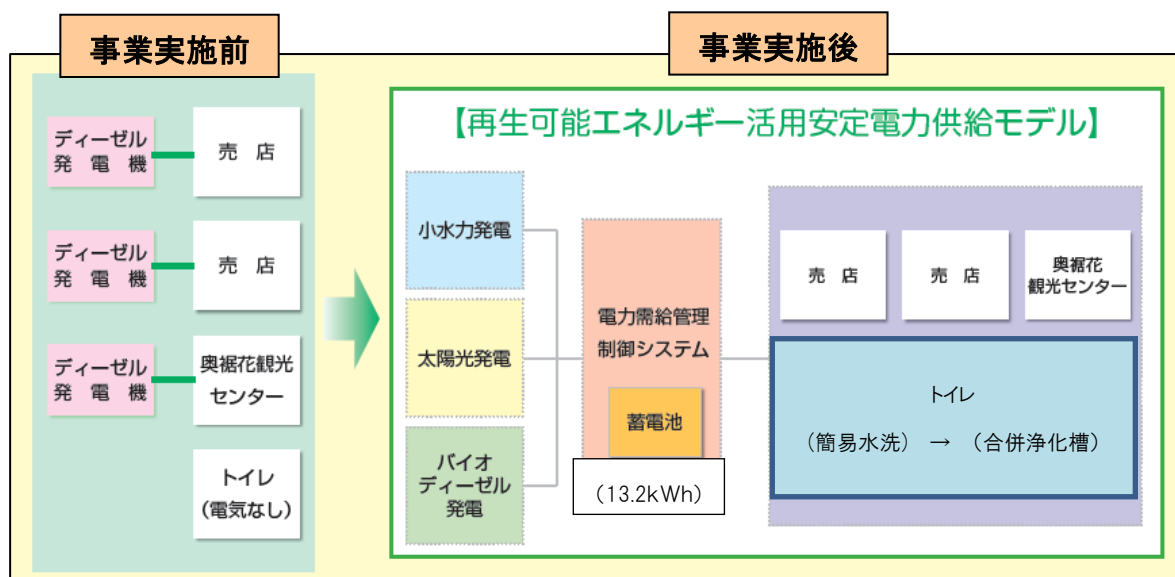 事業実施前
ディーゼル
発電機
売店
ディーゼル
発電機
売店
ディーゼル
発電機
奥裾花観光
センター
トイレ
(電気なし)
事業実施後
【再生可能エネルギー活用安定電力供給モデル】
小水力発電
太陽光発電
バイオ
ディーゼル
発電
電力需給管理
制御システム
蓄電池
(13.2kWh)
売店
売店
奥裾花
観光センター
トイレ
(簡易水洗) → (合併浄化槽)